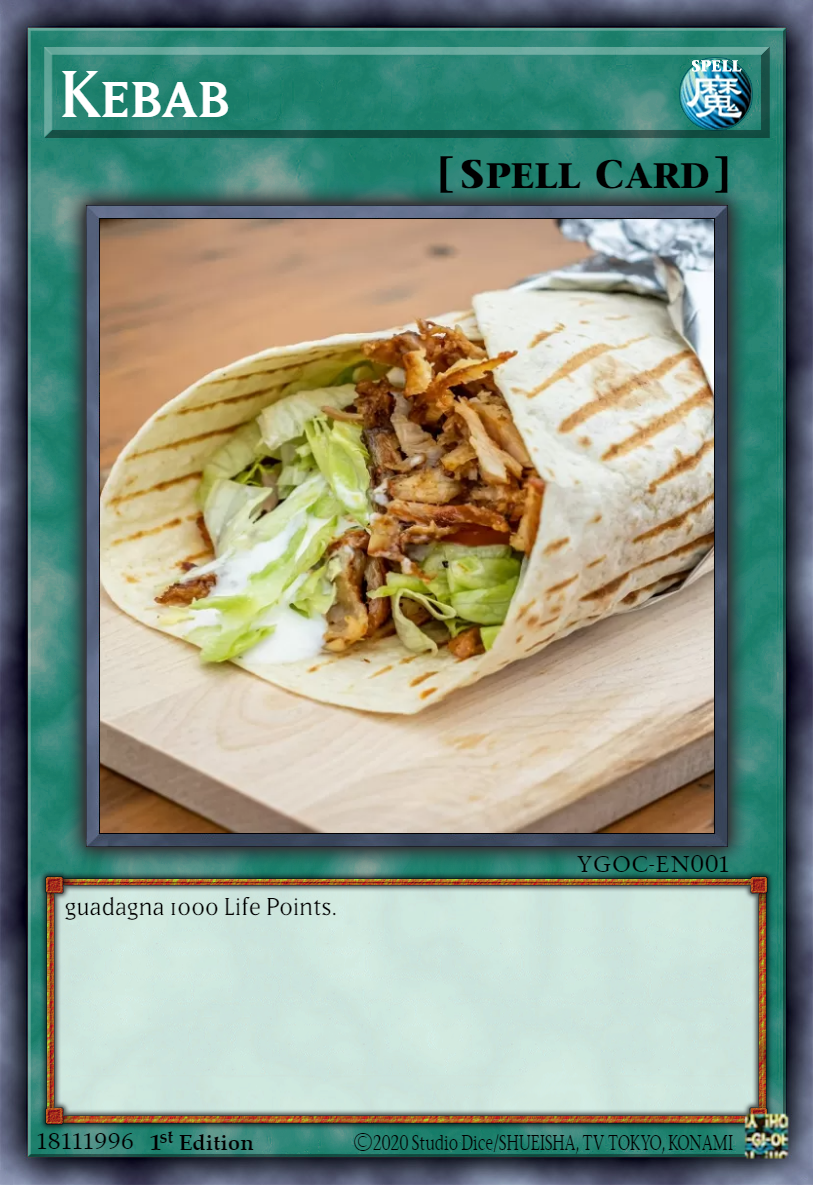 Kebab
SPELL
魔
[Spell Card]
YGOC-EN001
guadagna 1000 Life Points.
18111996 1st Edition ©2020 Studio Dice/SHUEISHA, TV TOKYO, KONAMI